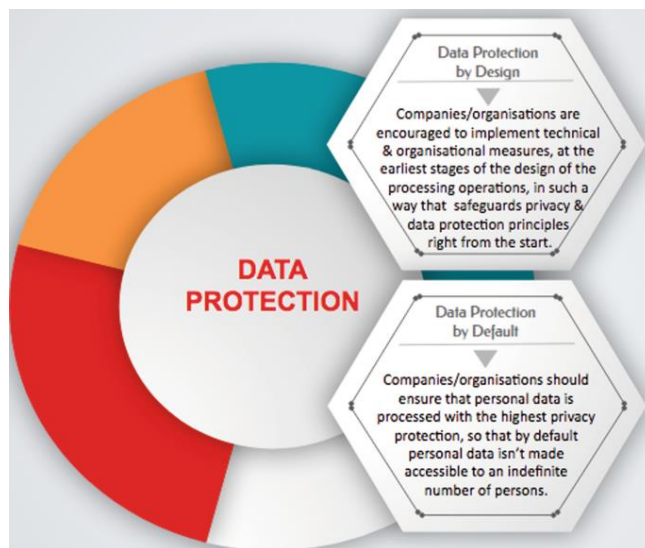 Data Protection
by Design
Companies/organisations are
encouraged to implement technical
& organisational measures, at the
earliest stages of the design of the
processing operations, in such a
way that safeguards privacy &
data protection principles
right from the start.
DATA
PROTECTION
Data Protection
by Default
Companies/organisations should
ensure that personal data is
processed with the highest privacy
protection, so that by default
personal data isn't made
accessible to an indefinite
number of persons.